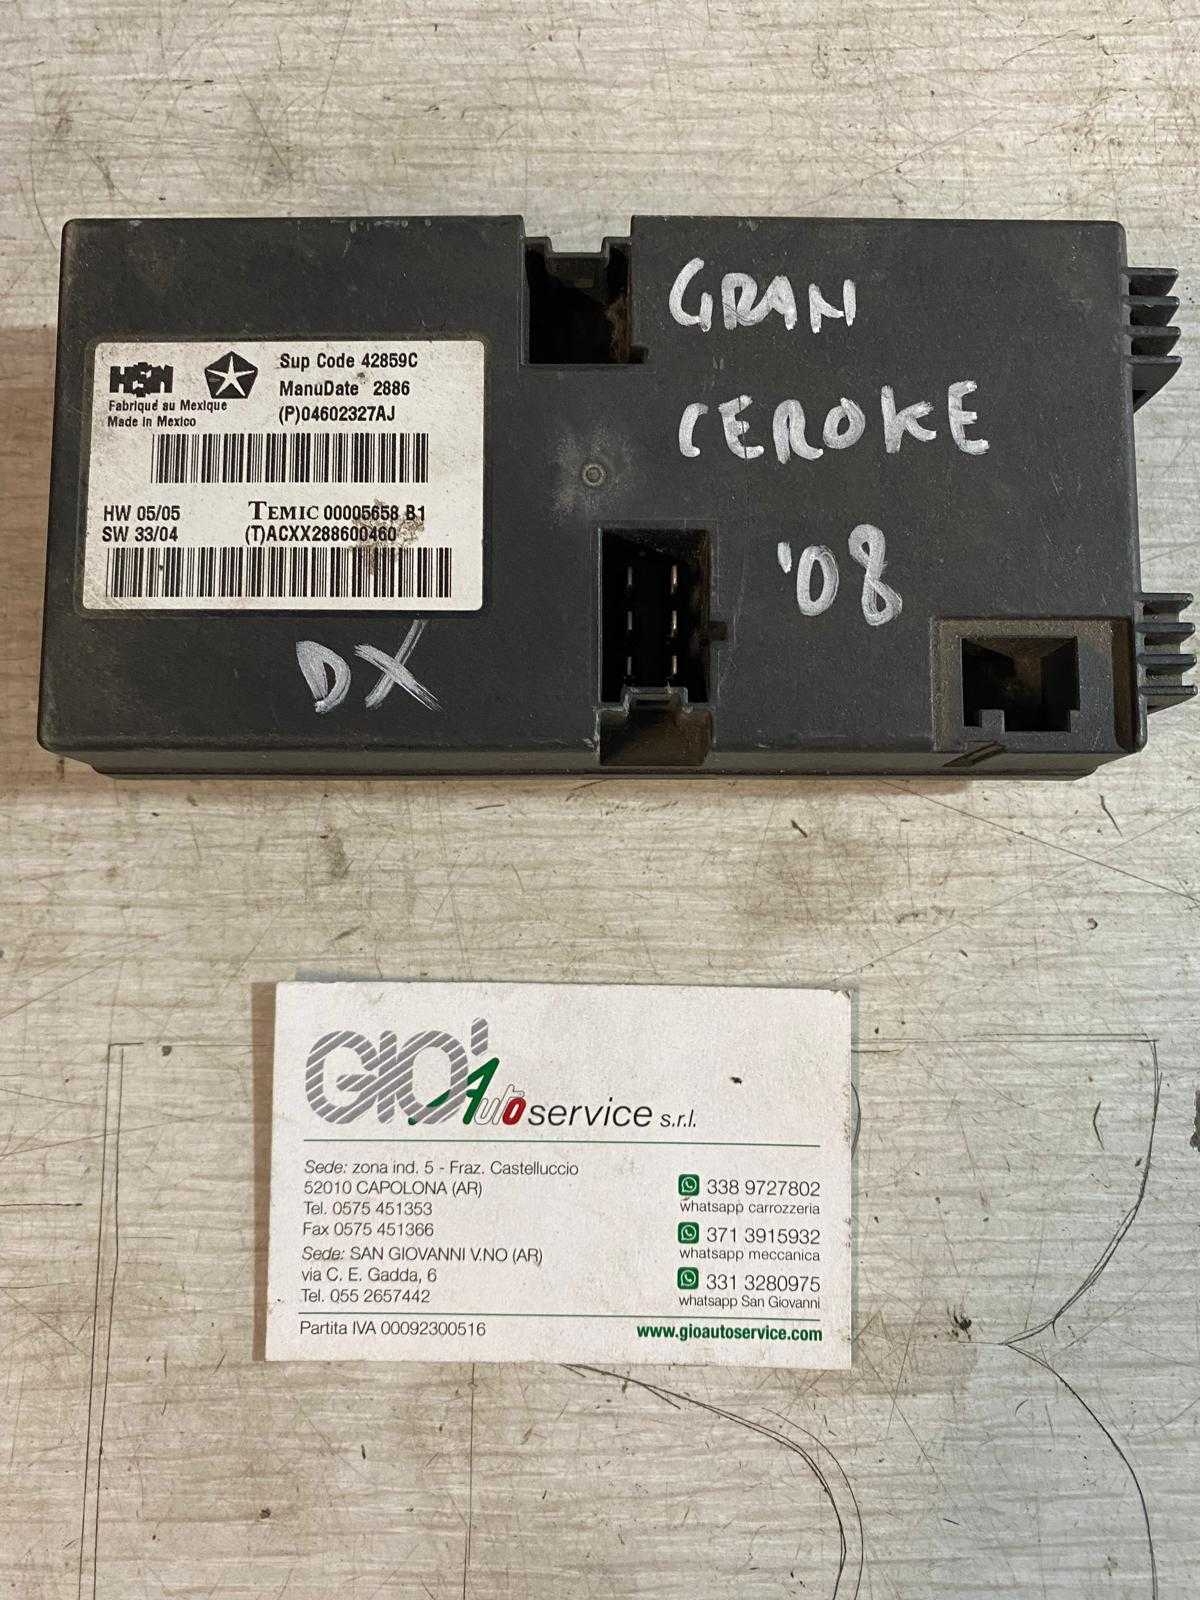 GRAN
CEROKE
'08
HSM
Sup Code 42859C
ManuDate 2886
Fabriqué au Mexique
(P)04602327AJ
Made in Mexico
HW 05/05
TEMIC 00005658 B1
SW 33/04
(T)ACXX288600460
DX
GIO' Autoservice s.r.l.
Sede: zona ind. 5 - Fraz. Castelluccio
52010 CAPOLONA (AR)
Tel. 0575 451353
Fax 0575 451366
Sede: SAN GIOVANNI V.NO (AR)
via C. E. Gadda, 6
Tel. 055 2657442
338 9727802
whatsapp carrozzeria
371 3915932
whatsapp meccanica
331 3280975
whatsapp San Giovanni
Partita IVA 00092300516
www.gioautoservice.com